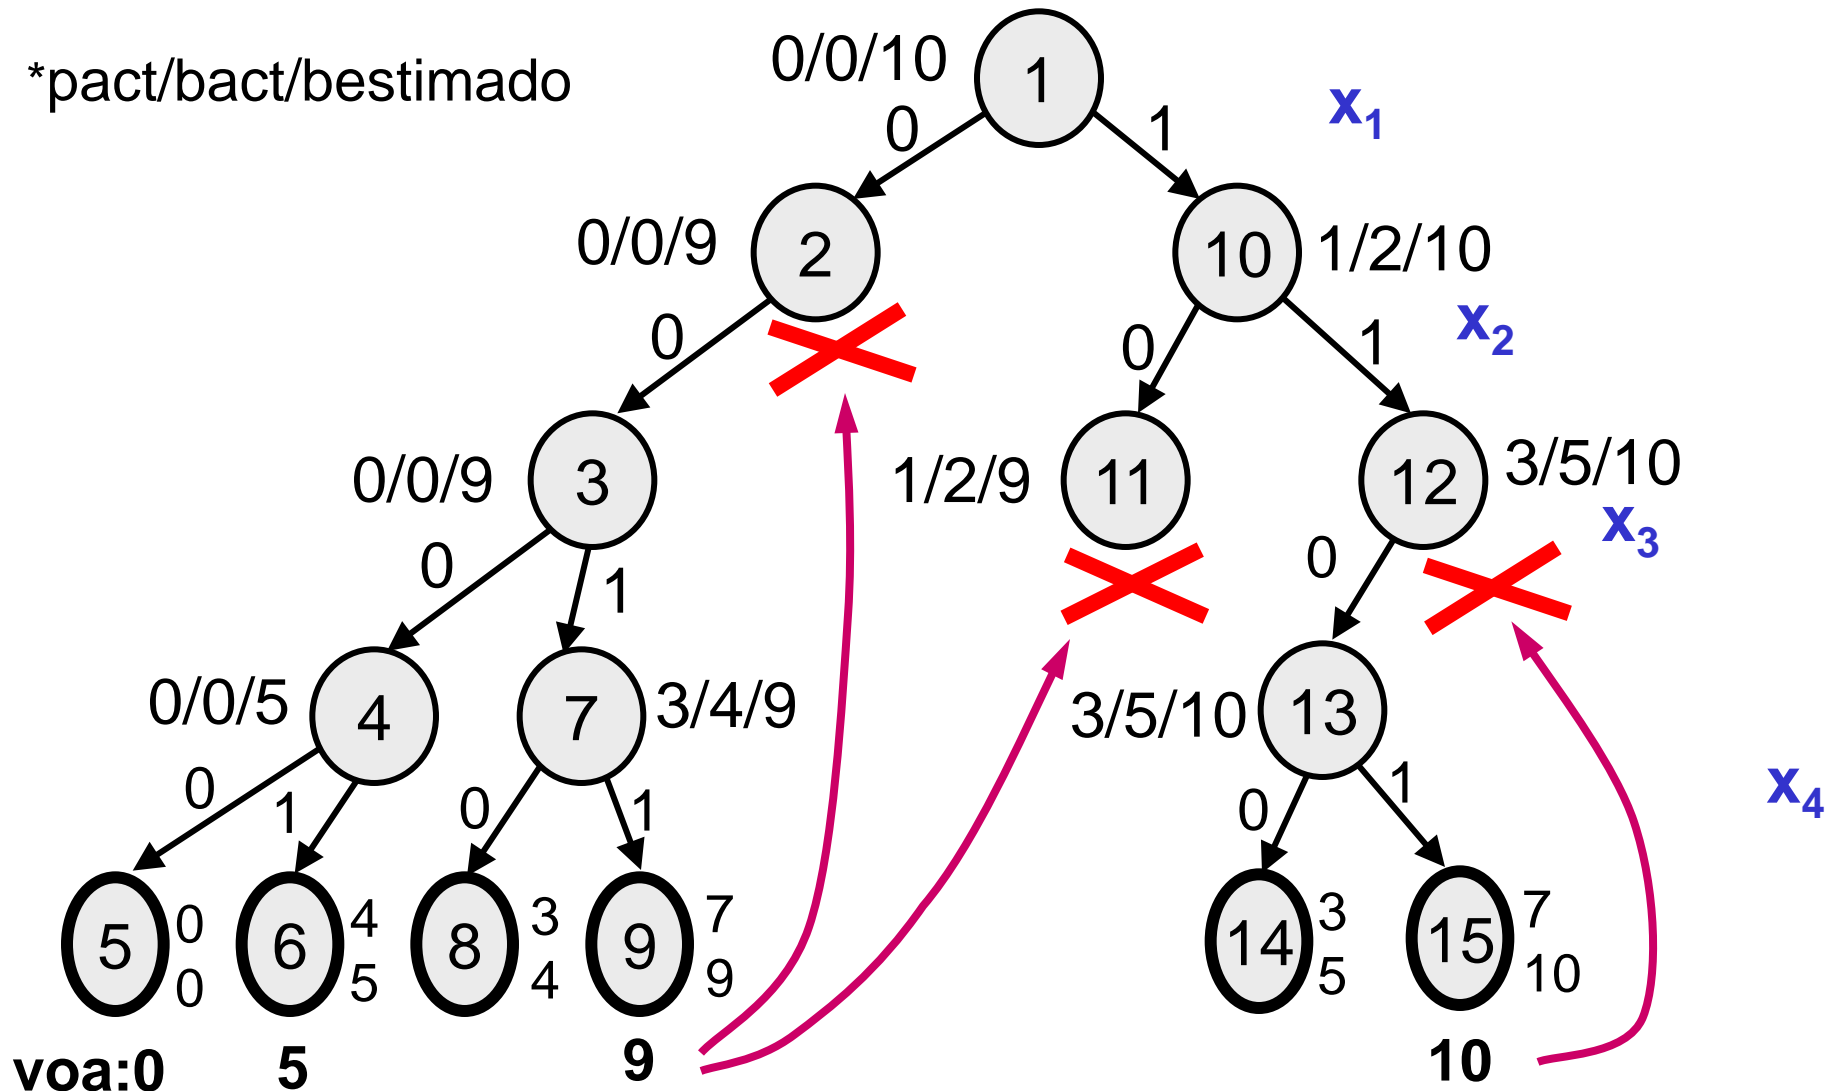 *pact/bact/bestimado
0/0/10 1
x1
0 1
0/0/9 2 10 1/2/10
x2
0 0 1
0/0/9 3 1/2/9 11 12 3/5/10
x3
0 1 0
0/0/5 4 7 3/4/9 3/5/10 13
x4
0 1 0 1 0 1
5 0 0
6 4 5
8 3 4
9 7 9
14 3 5
15 7 10
voa:0 5 9 10